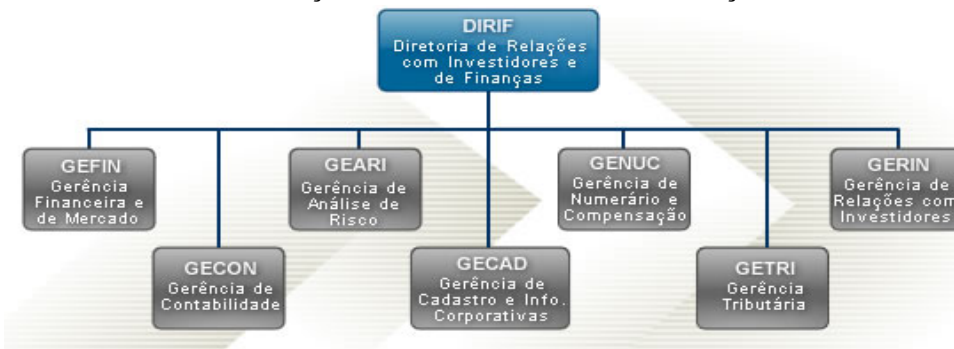 DIRIF
Diretoria de Relações
com Investidores e
de Finanças
GEFIN
Gerência
Financeira e
de Mercado
GEARI
Gerência de
Análise de
Risco
GENUC
Gerência de
Numerário e
Compensação
GERIN
Gerência de
Relações com
Investidores
GECON
Gerência de
Contabilidade
GECAD
Gerência de
Cadastro e Info.
Corporativas
GETRI
Gerência
Tributária